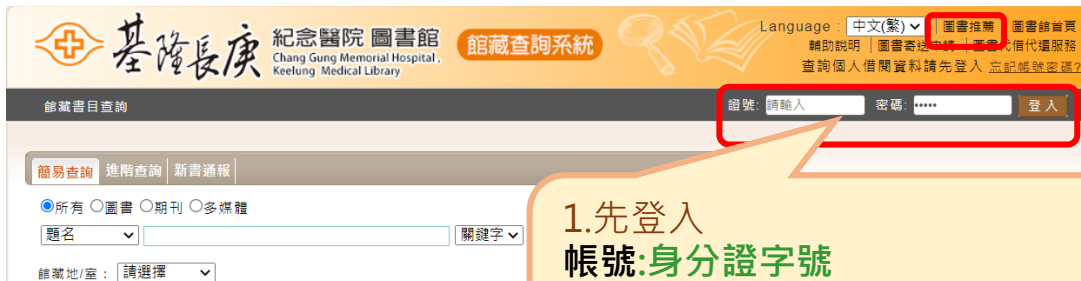 基隆長庚 紀念醫院 圖書館
Chang Gung Memorial Hospital,
Keelung Medical Library
館藏查詢系統
Language : 中文(繁) | 圖書推薦 | 圖書館首頁
輔助說明 | 圖書寄送申請 | 圖書代借代還服務
查詢個人借閱資料請先登入 忘記帳號密碼?
館藏書目查詢
證號: 請輸入 密碼: ••••• 登入
簡易查詢 進階查詢 新書通報
所有 圖書 期刊 多媒體
題名 關鍵字
館藏地/室 : 請選擇
1.先登入
帳號:身分證字號